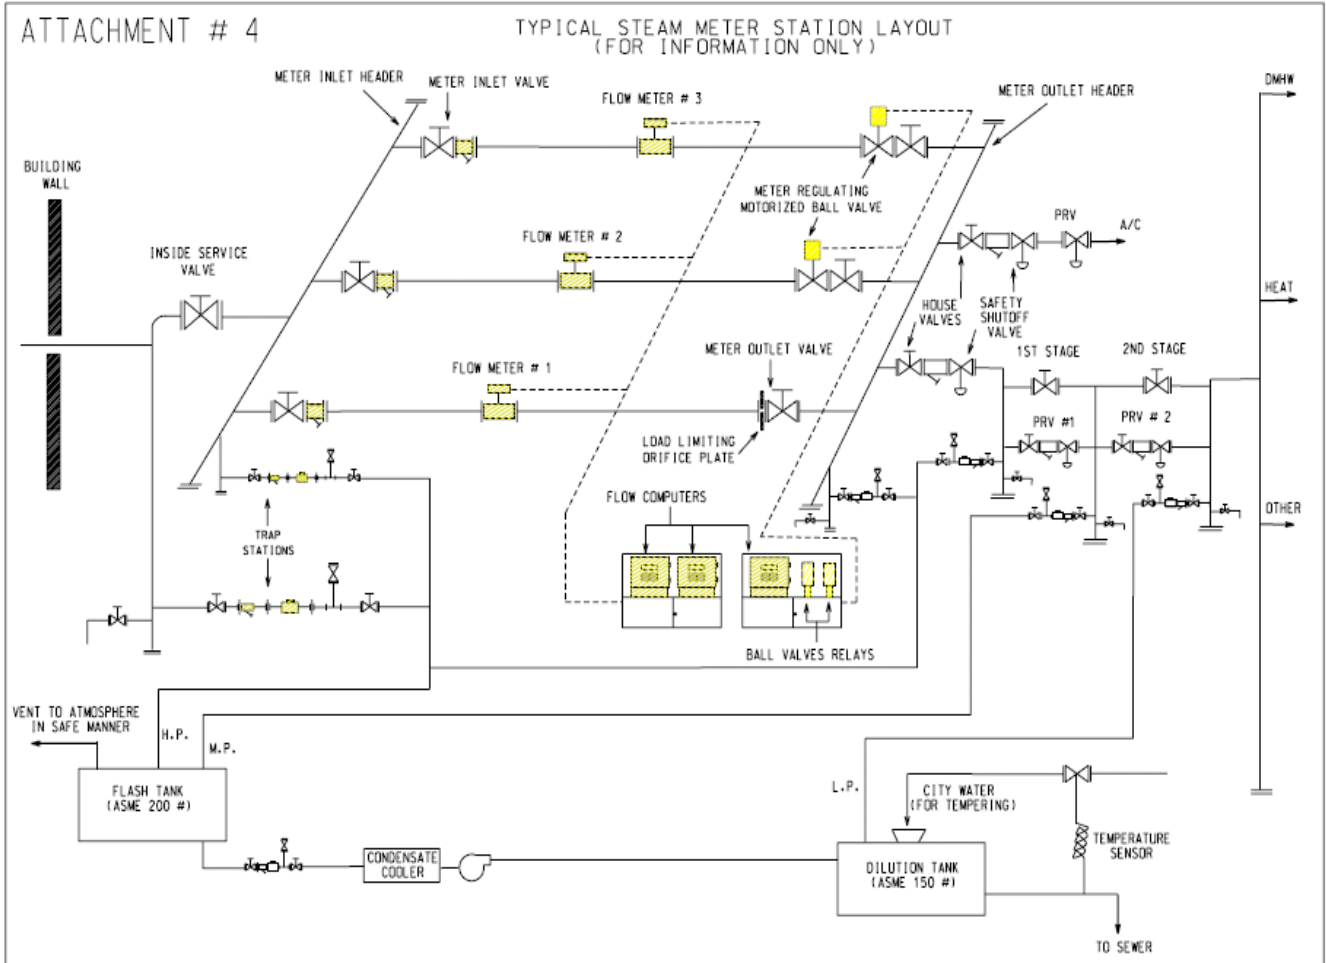 ATTACHMENT # 4
TYPICAL STEAM METER STATION LAYOUT
(FOR INFORMATION ONLY)
METER INLET HEADER
METER INLET VALVE
FLOW METER # 3
METER OUTLET HEADER
DMHW
BUILDING
WALL
METER REGULATING
MOTORIZED BALL VALVE
PRV
A/C
INSIDE SERVICE
VALVE
FLOW METER # 2
HEAT
HOUSE
VALVES
SAFETY
SHUTOFF
VALVE
METER OUTLET VALVE
1ST STAGE
2ND STAGE
FLOW METER # 1
LOAD LIMITING
ORIFICE PLATE
PRV #1
PRV # 2
FLOW COMPUTERS
OTHER
TRAP
STATIONS
BALL VALVES RELAYS
VENT TO ATMOSPHERE
IN SAFE MANNER
H.P.
M.P.
L.P.
FLASH TANK
(ASME 200 #)
CITY WATER
(FOR TEMPERING)
TEMPERATURE
SENSOR
CONDENSATE
COOLER
DILUTION TANK
(ASME 150 #)
TO SEWER